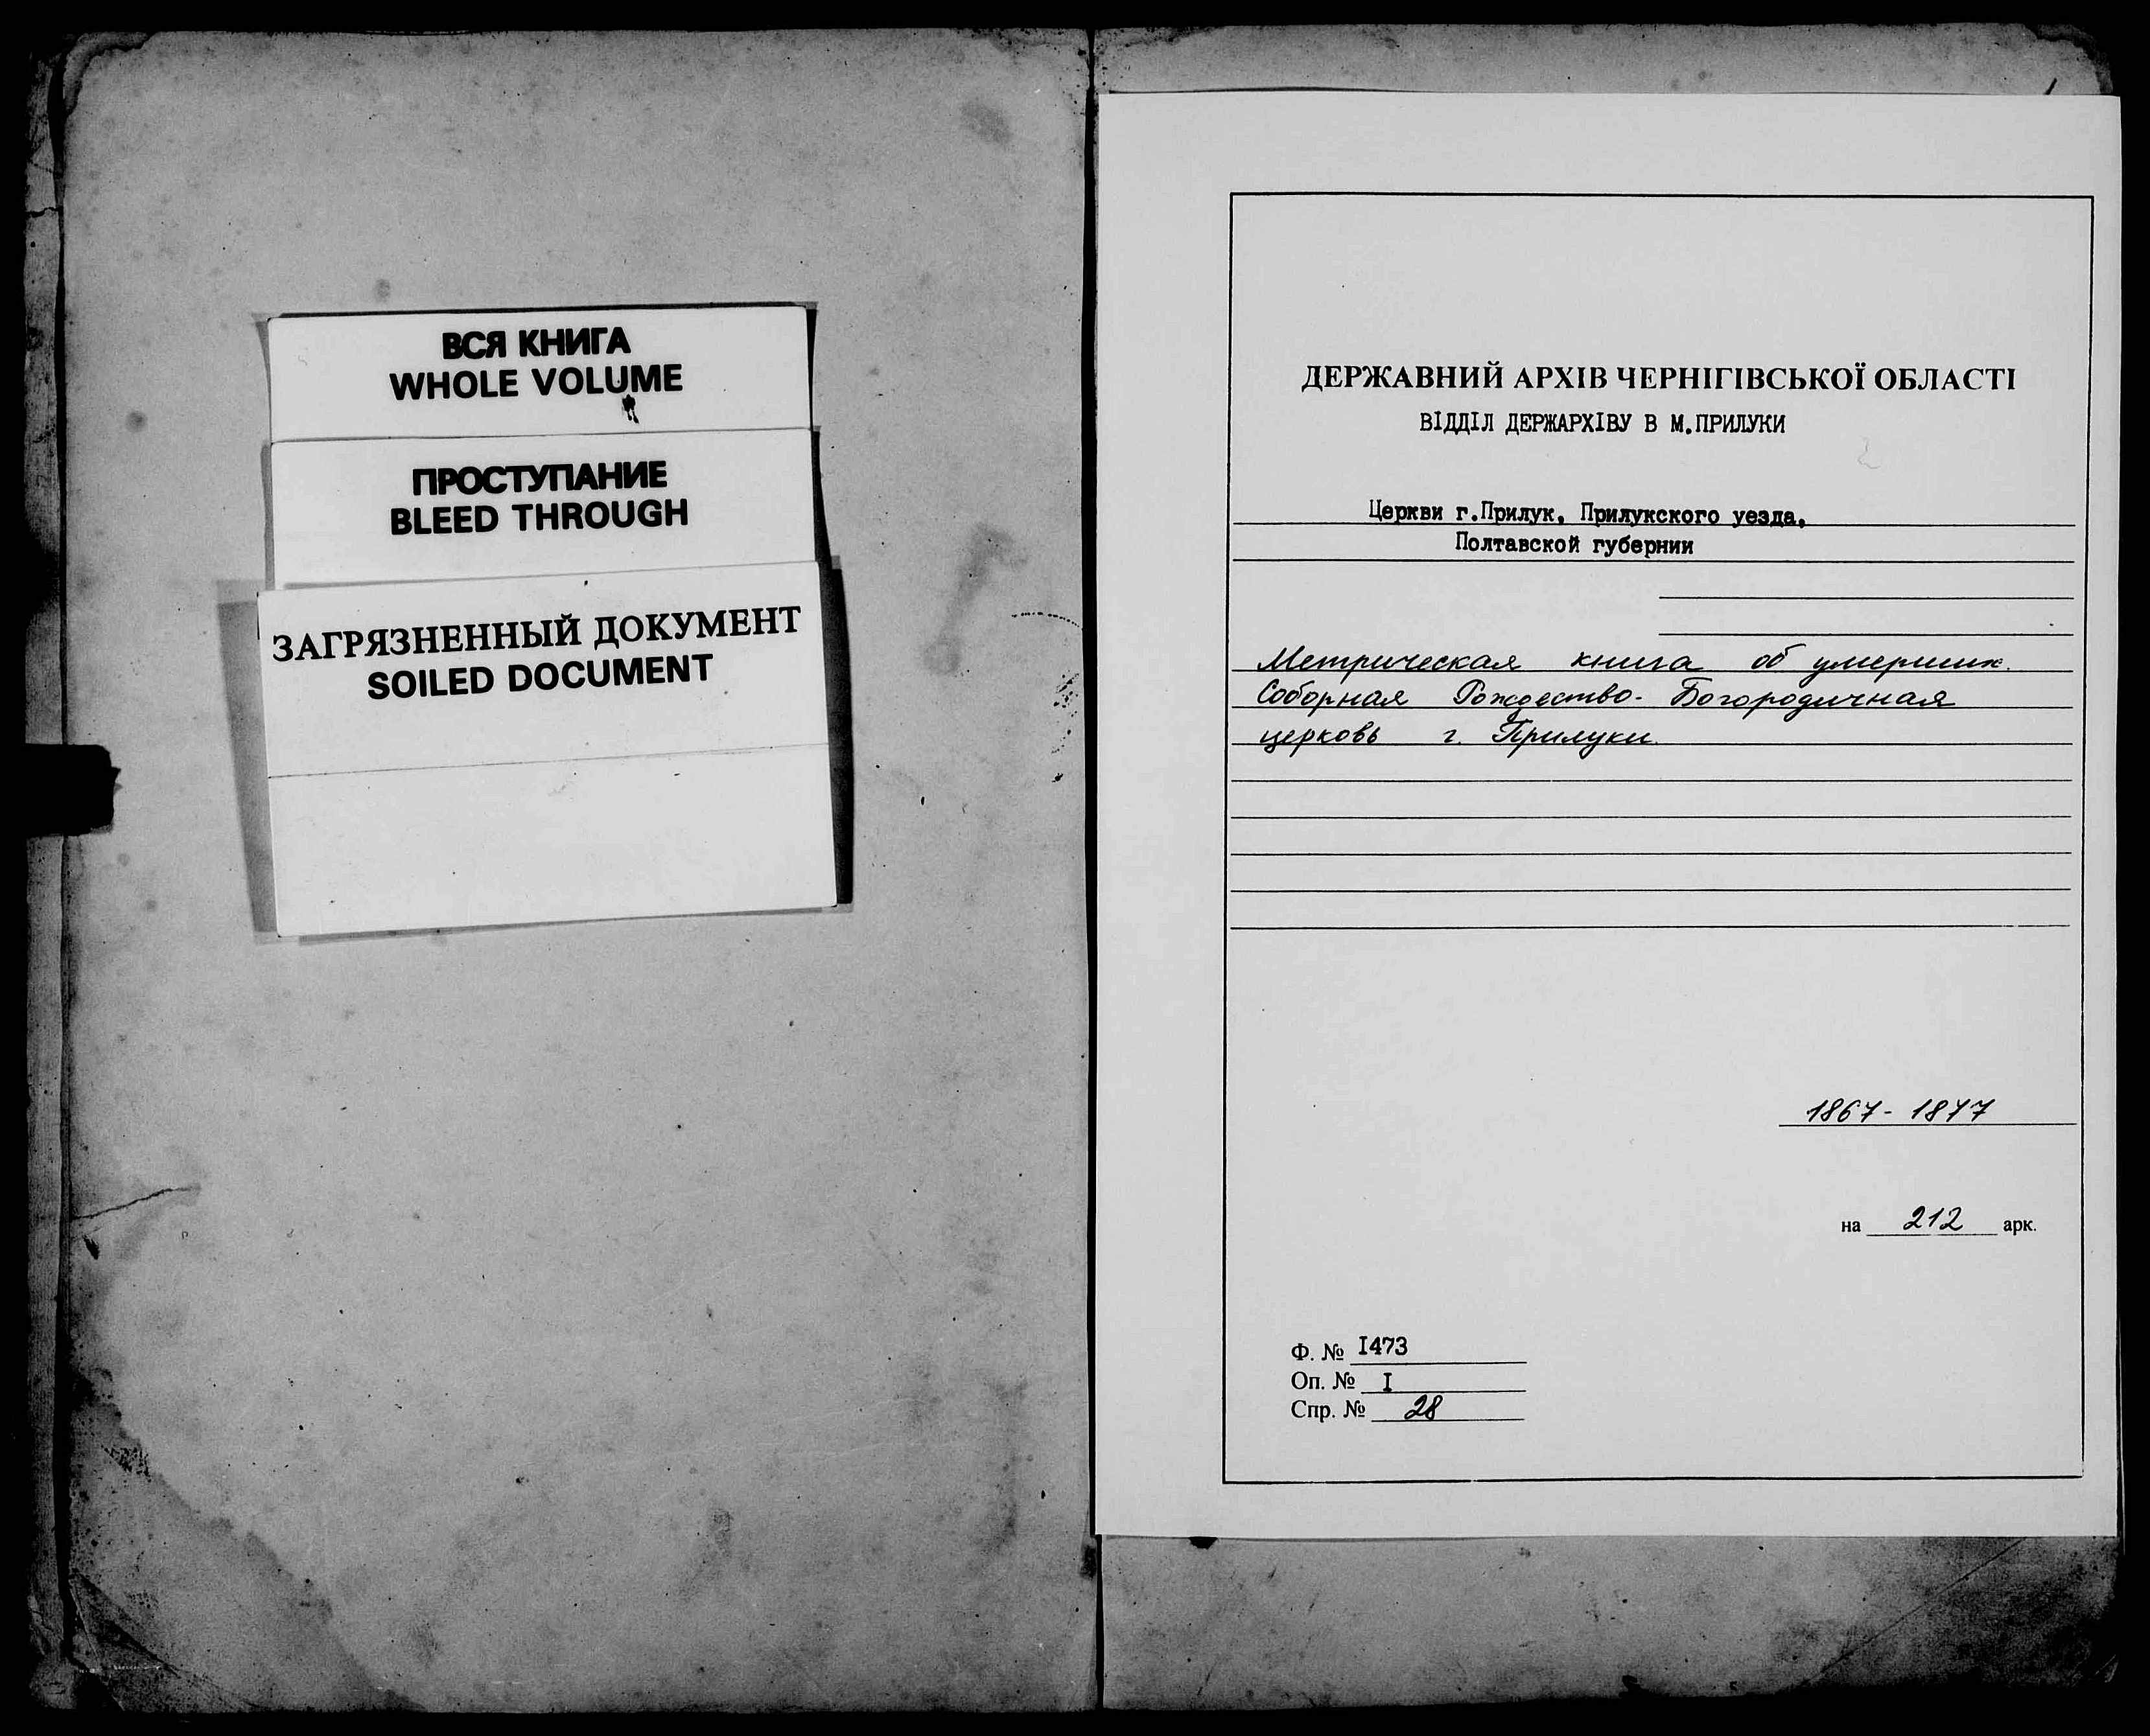 ВСЯ КНИГА
WHOLE VOLUME
ПРОСТУПАНИЕ
BLEED THROUGH
ЗАГРЯЗНЕННЫЙ ДОКУМЕНТ
SOILED DOCUMENT
1
ДЕРЖАВНИЙ АРХІВ ЧЕРНІГІВСЬКОЇ ОБЛАСТІ
ВІДДІЛ ДЕРЖАРХІВУ В М.ПРИЛУКИ
Церкви г.Прилук, Прилукского уезда,
Полтавской губернии
Метрическая книга об умерших.
Соборная Рождество-Богородичная
церковь г. Прилуки.
1867-1877
на 212 арк.
Ф. № I473
Оп. № I
Спр. № 28